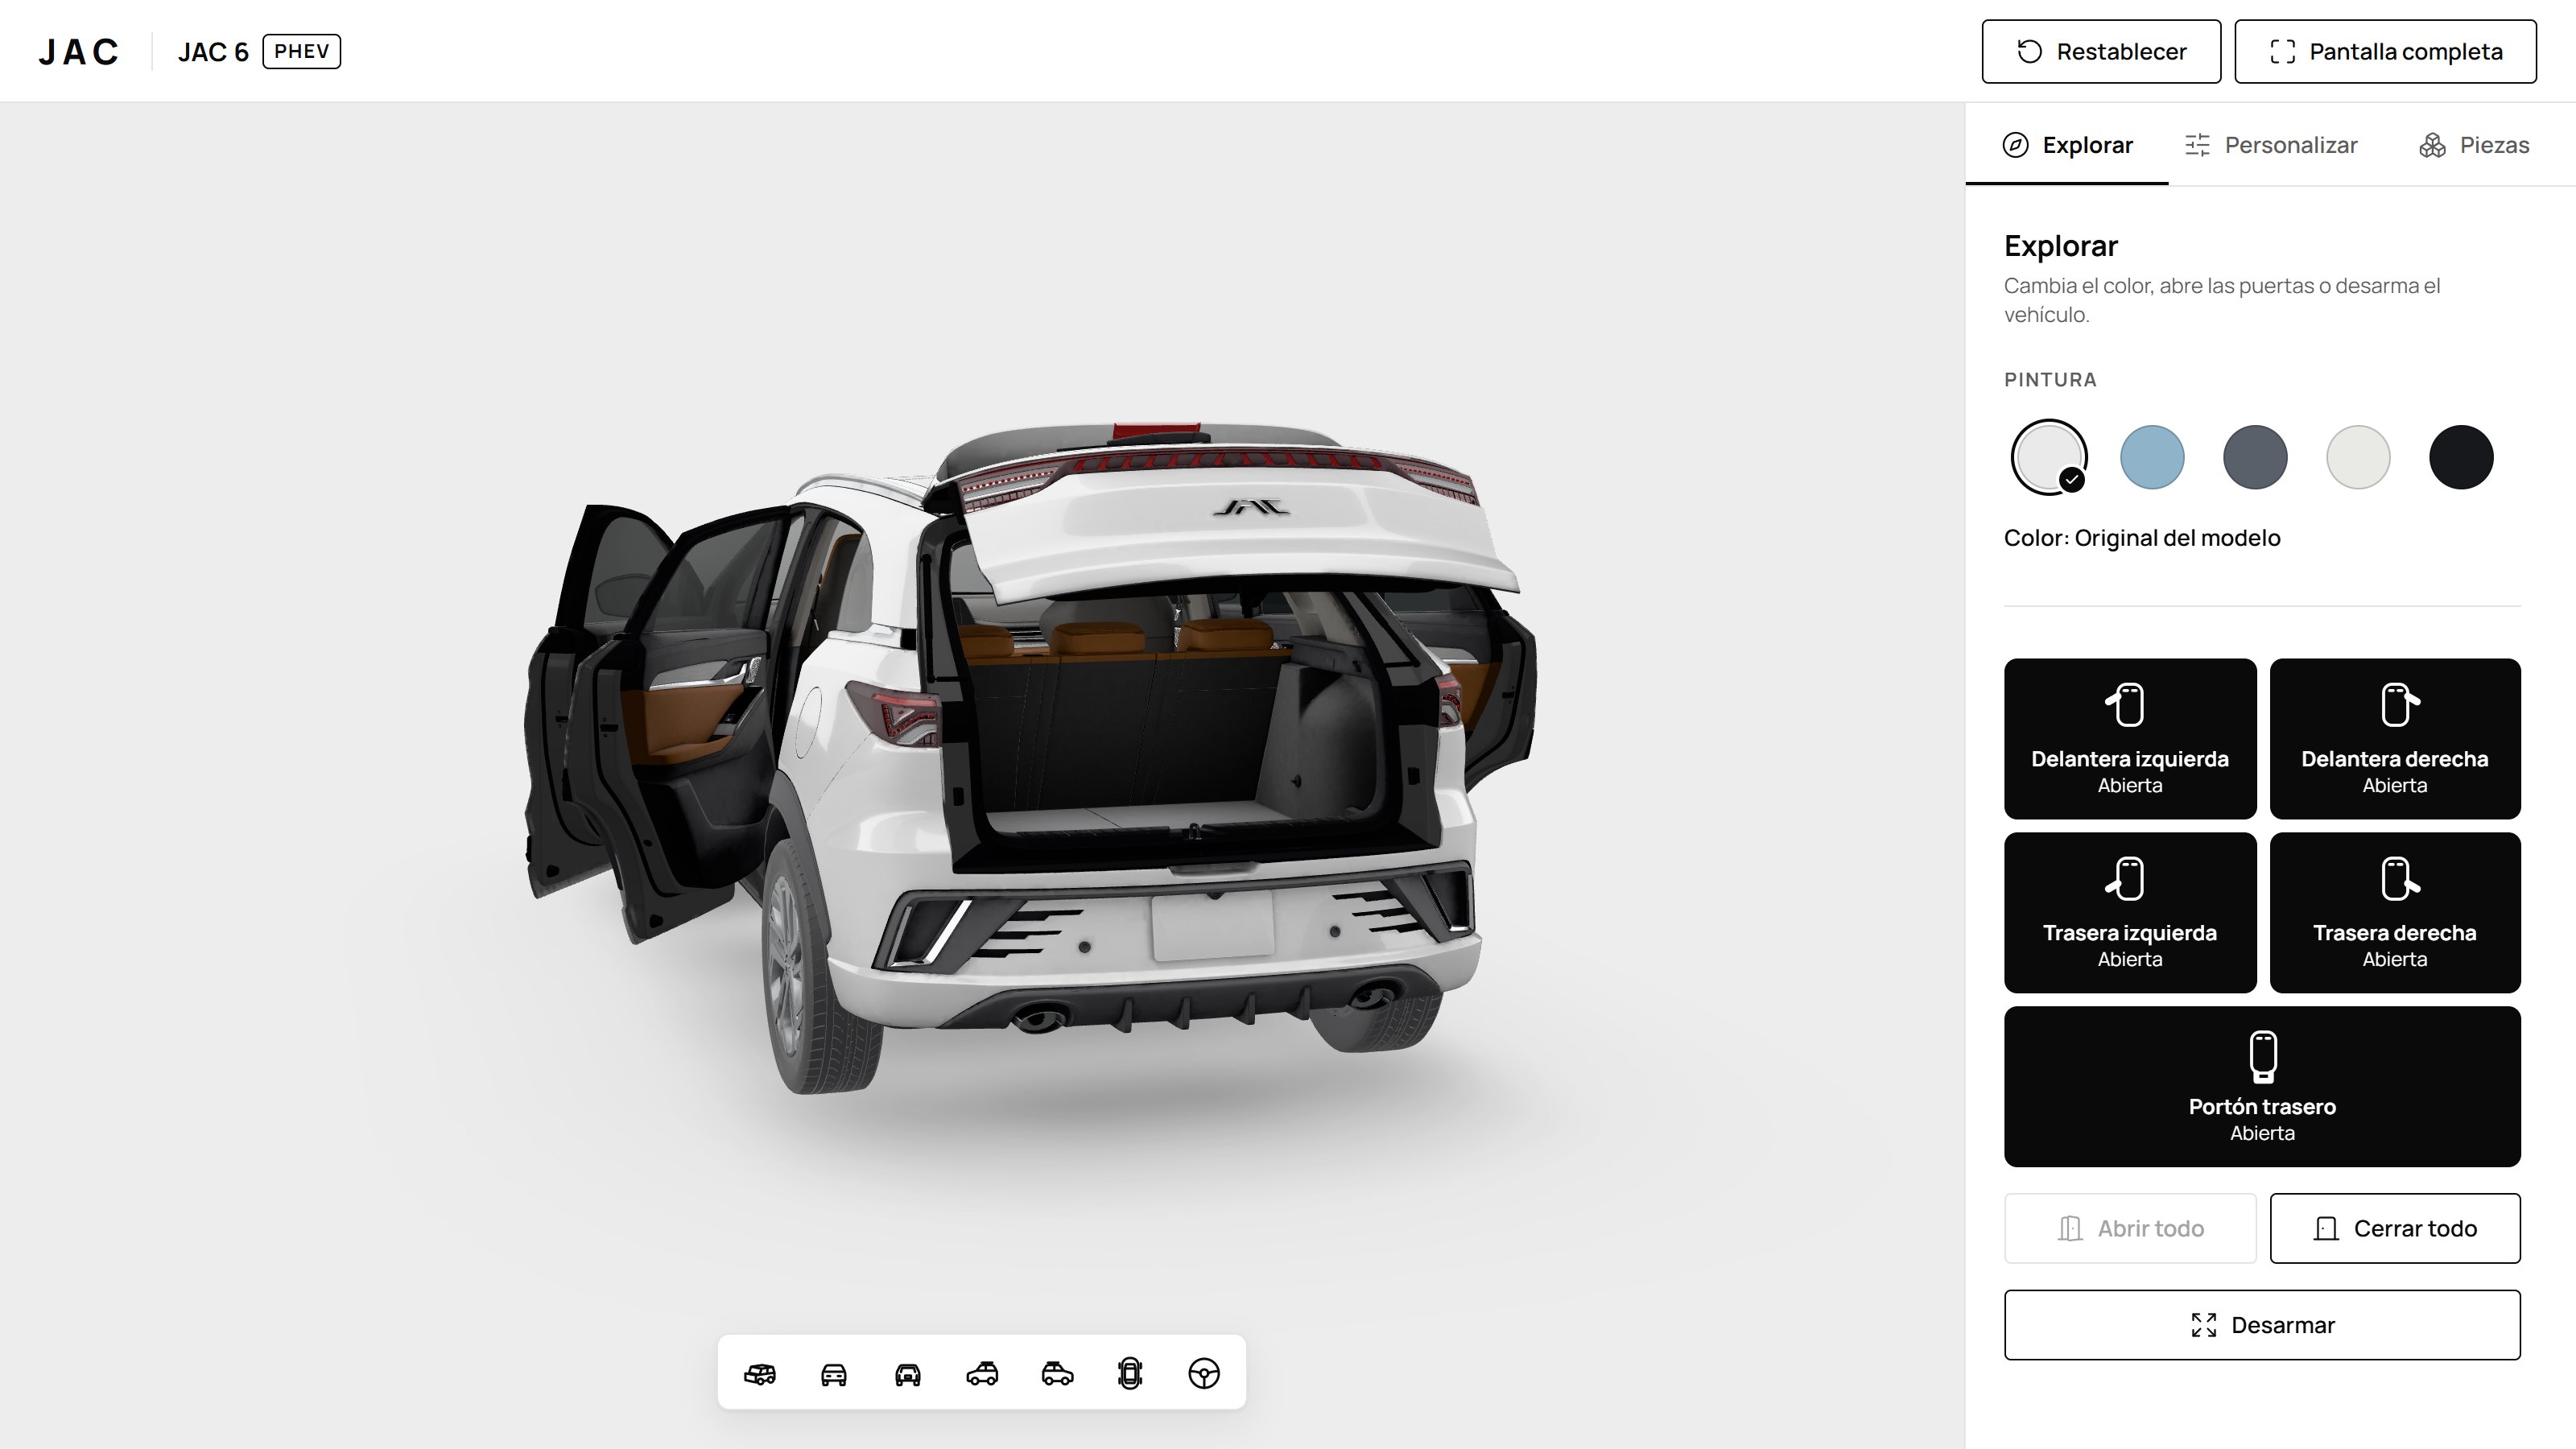 JAC
JAC 6
PHEV
Restablecer
Pantalla completa
Explorar
Personalizar
Piezas
Explorar
Cambia el color, abre las puertas o desarma el
vehículo.
PINTURA
Color: Original del modelo
JAC
Delantera izquierda
Abierta
Delantera derecha
Abierta
Trasera izquierda
Abierta
Trasera derecha
Abierta
Portón trasero
Abierta
Abrir todo
Cerrar todo
Desarmar